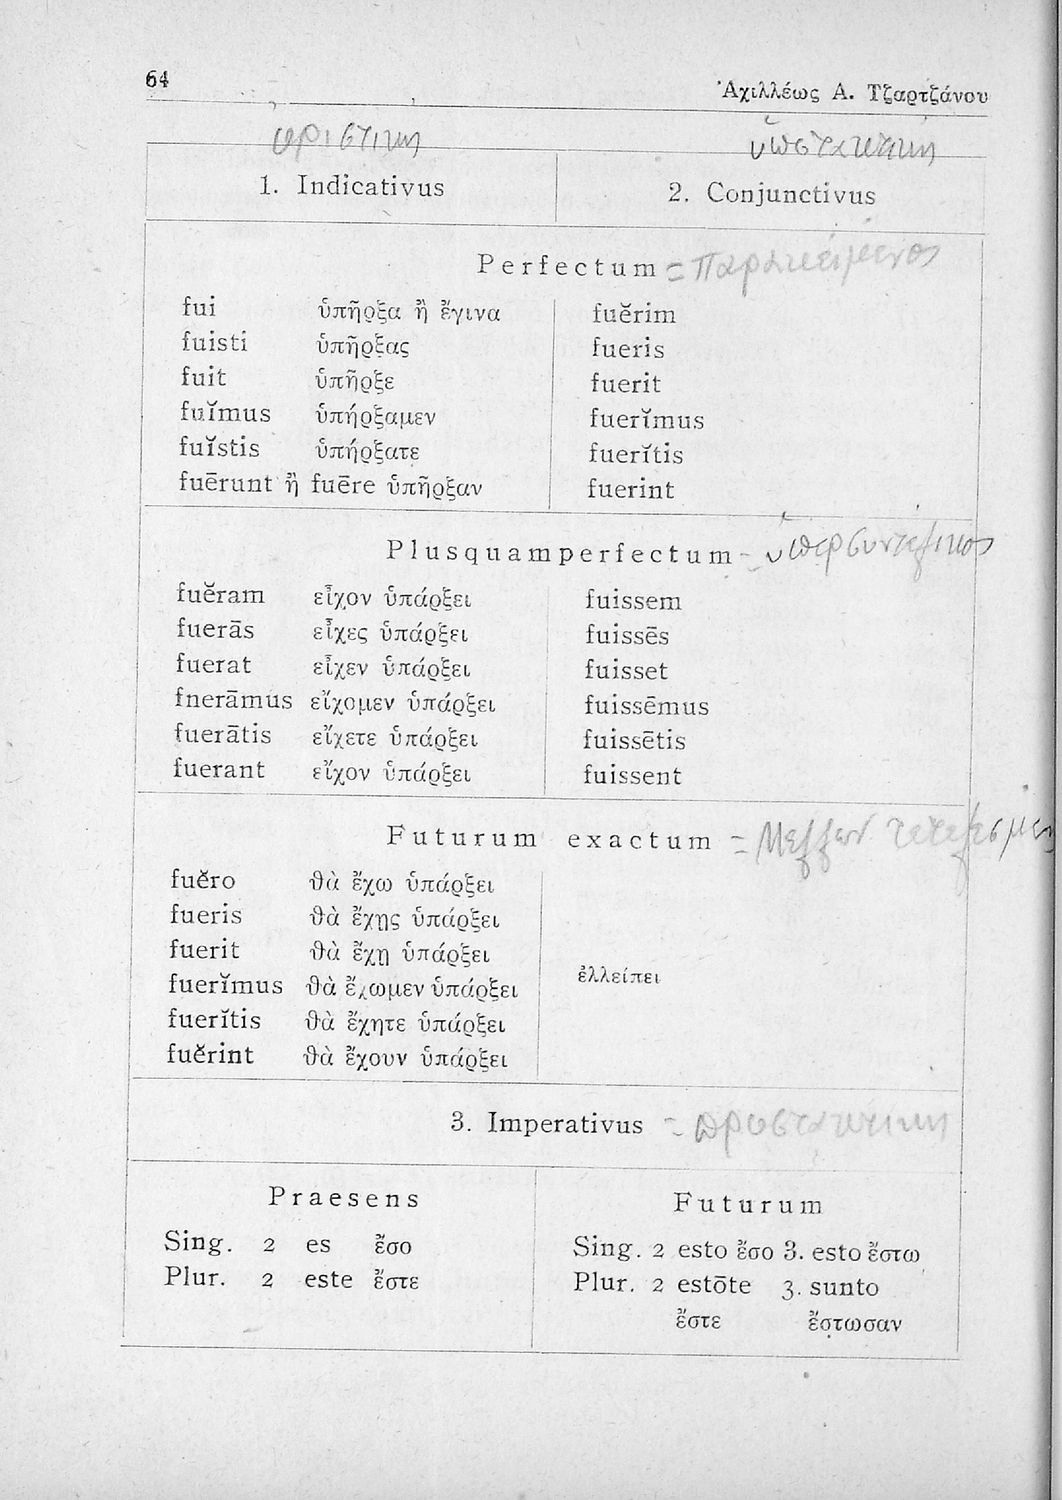 64 Ἀχιλλέως Α. Τζαρτζάνου
ὁριστική ὑποτακτική
1. Indicativus 2. Conjunctivus
Perfectum = Παρακείμενος
fui ὑπῆρξα ἢ ἔγινα fuĕrim
fuisti ὑπῆρξας fueris
fuit ὑπῆρξε fuerit
fuĭmus ὑπήρξαμεν fuerĭmus
fuĭstis ὑπήρξατε fuerĭtis
fuērunt ἢ fuēre ὑπῆρξαν fuerint
Plusquamperfectum - ὑπερσυντέλικος
fuĕram εἶχον ὑπάρξει fuissem
fuerās εἶχες ὑπάρξει fuissēs
fuerat εἶχεν ὑπάρξει fuisset
fnerāmus εἴχομεν ὑπάρξει fuissēmus
fuerātis εἴχετε ὑπάρξει fuissētis
fuerant εἴχον ὑπάρξει fuissent
Futurum exactum = Μέλλων τετελεσμέν
fuĕro θὰ ἔχω ὑπάρξει
fueris θὰ ἔχῃς ὑπάρξει
fuerit θὰ ἔχῃ ὑπάρξει
fuerĭmus θὰ ἔχωμεν ὑπάρξει ἐλλείπει
fuerĭtis θὰ ἔχητε ὑπάρξει
fuĕrint θὰ ἔχουν ὑπάρξει
3. Imperativus = προστακτική
Praesens Futurum
Sing. 2 es ἔσο Sing. 2 esto ἔσο 3. esto ἔστω
Plur. 2 este ἔστε Plur. 2 estōte 3. sunto
ἔστε ἔστωσαν